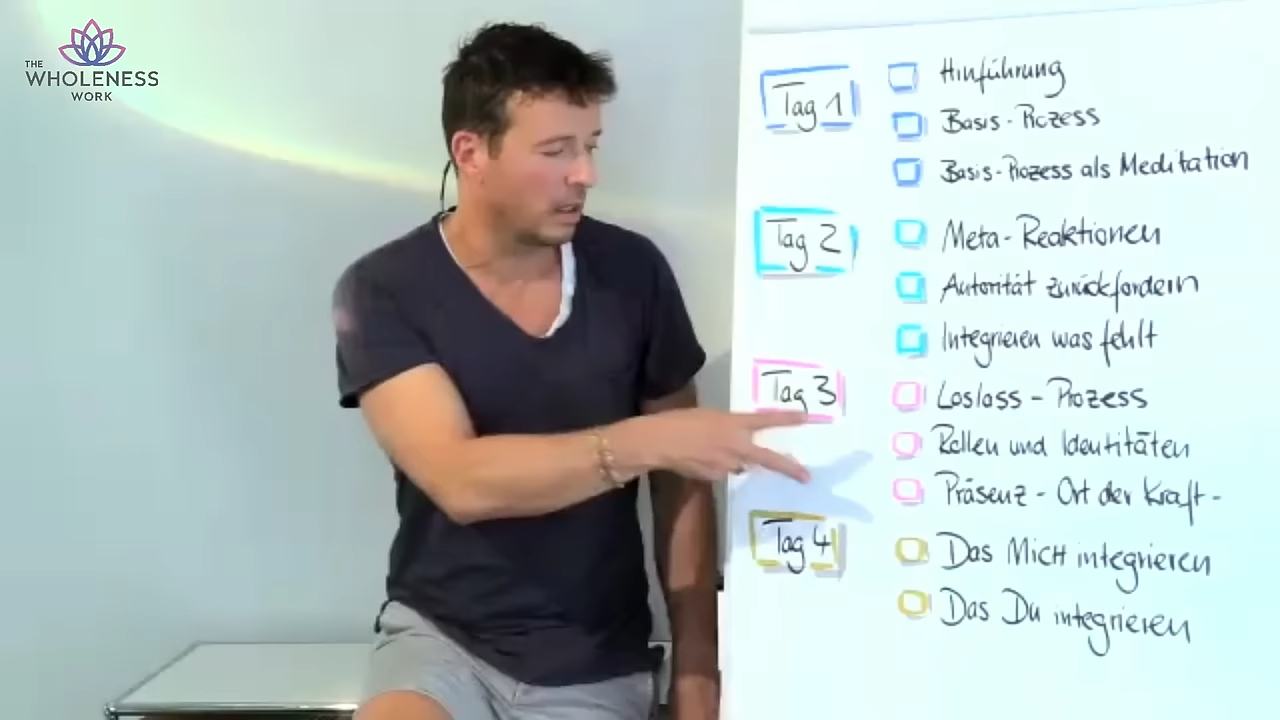 THE
WHOLENESS
WORK
Tag 1
Hinführung
Basis-Prozess
Basis-Prozess als Meditation
Tag 2
Meta-Reaktionen
Autorität zurückfordern
Integrieren was fehlt
Tag 3
Loslass-Prozess
Rollen und Identitäten
Präsenz - Ort der Kraft -
Tag 4
Das MICH integrieren
Das Du integrieren